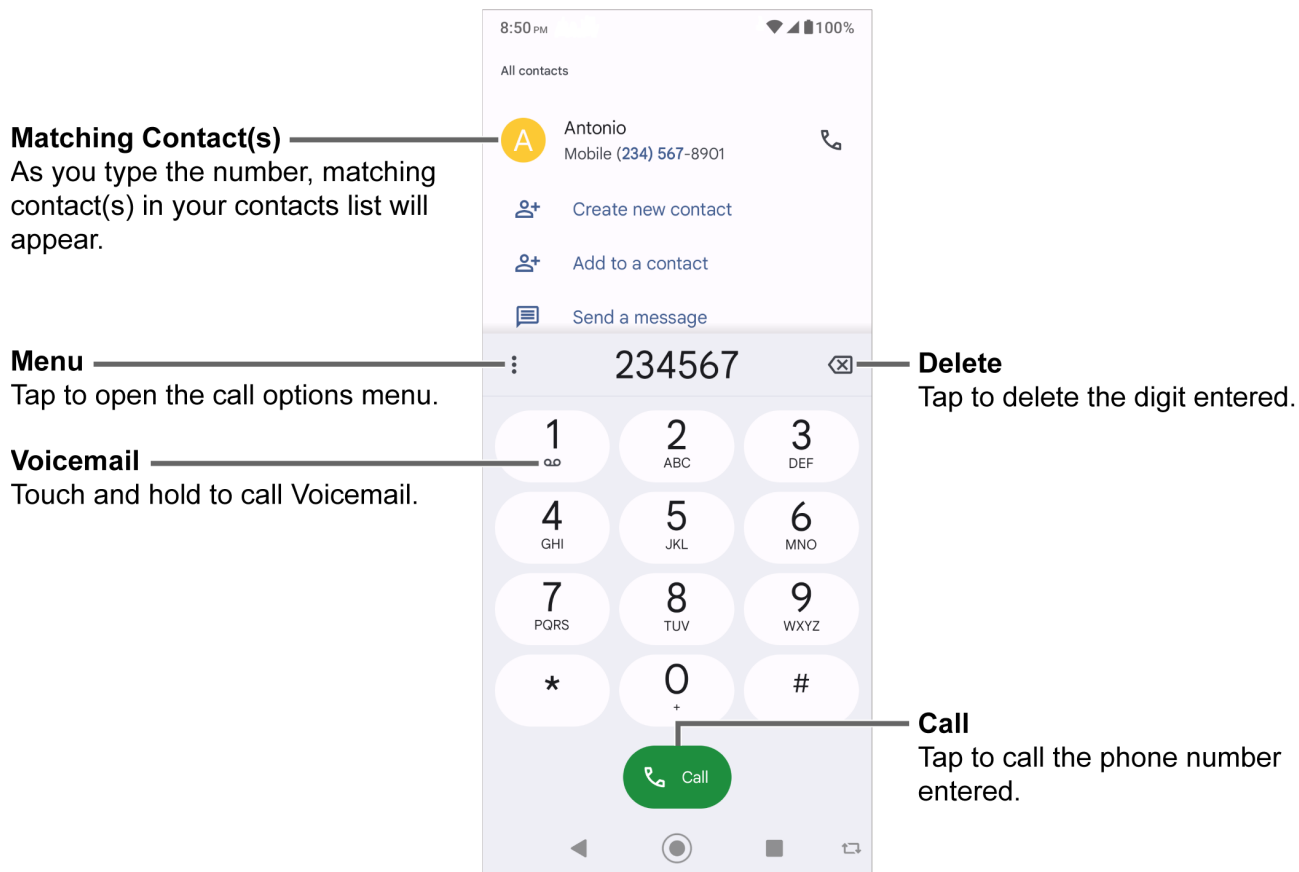 8:50 PM
100%
All contacts
Matching Contact(s)
As you type the number, matching
contact(s) in your contacts list will
appear.
A
Antonio
Mobile (234) 567-8901
Create new contact
Add to a contact
Send a message
Menu
Tap to open the call options menu.
234567
Delete
Tap to delete the digit entered.
Voicemail
Touch and hold to call Voicemail.
1
2
ABC
3
DEF
4
GHI
5
JKL
6
MNO
7
PQRS
8
TUV
9
WXYZ
*
0
+
#
Call
Call
Tap to call the phone number
entered.